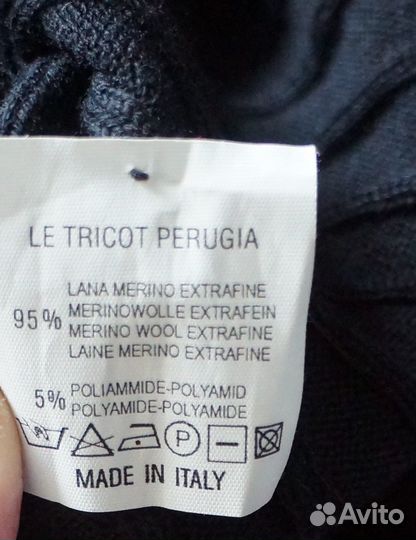 LE TRICOT PERUGIA
LANA MERINO EXTRAFINE
95% MERINOWOLLE EXTRAFEIN
MERINO WOOL EXTRAFINE
LAINE MERINO EXTRAFINE
5% POLIAMMIDE-POLYAMID
POLYAMIDE-POLYAMIDE
P
MADE IN ITALY
Avito